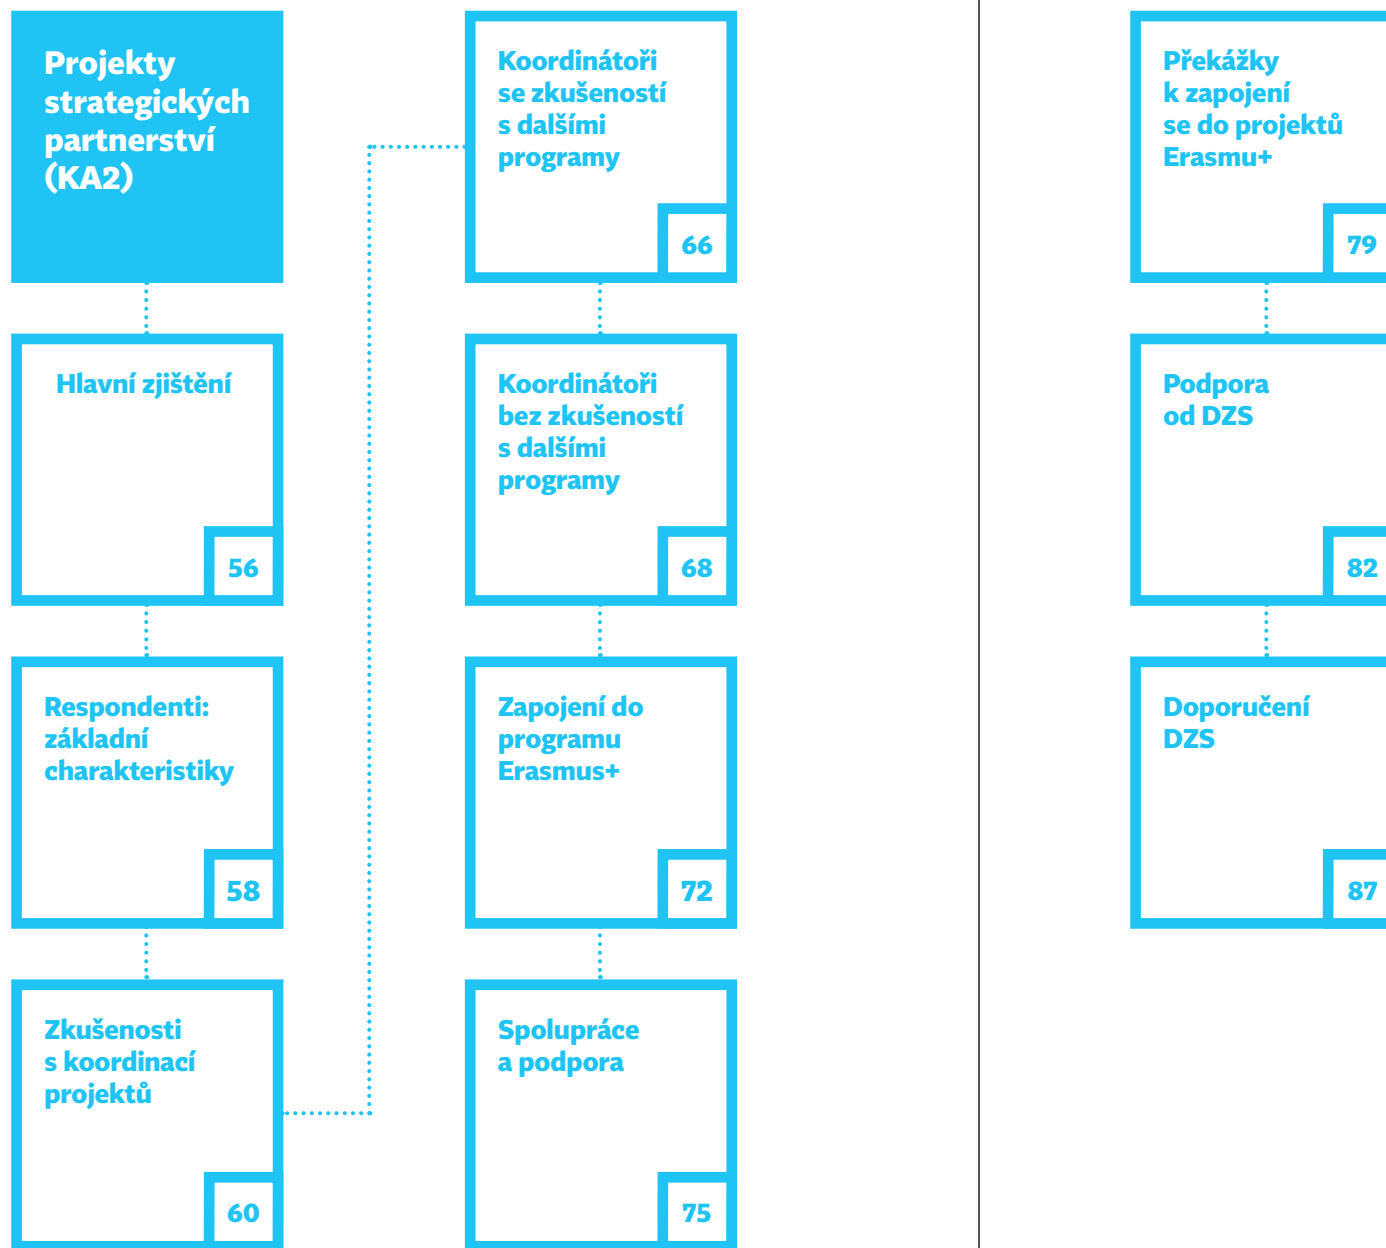 Projekty
strategických
partnerství
(KA2)
Hlavní zjištění
56
Respondenti:
základní
charakteristiky
58
Zkušenosti
s koordinací
projektů
60
Koordinátoři
se zkušeností
s dalšími
programy
66
Koordinátoři
bez zkušeností
s dalšími
programy
68
Zapojení do
programu
Erasmus+
72
Spolupráce
a podpora
75
Překážky
k zapojení
se do projektů
Erasmu+
79
Podpora
od DZS
82
Doporučení
DZS
87